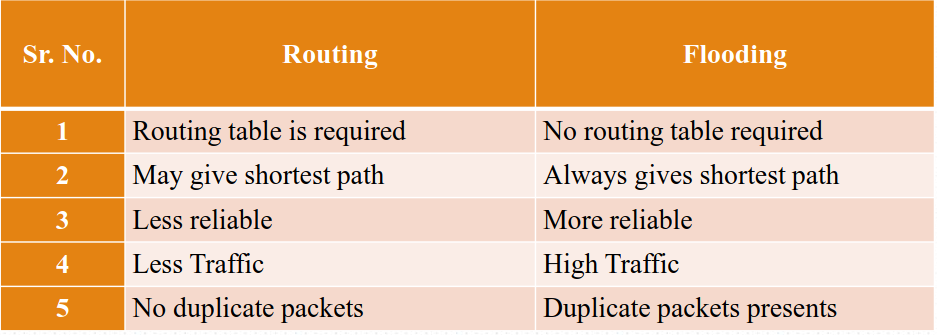 Sr. No. Routing Flooding
1 Routing table is required No routing table required
2 May give shortest path Always gives shortest path
3 Less reliable More reliable
4 Less Traffic High Traffic
5 No duplicate packets Duplicate packets presents